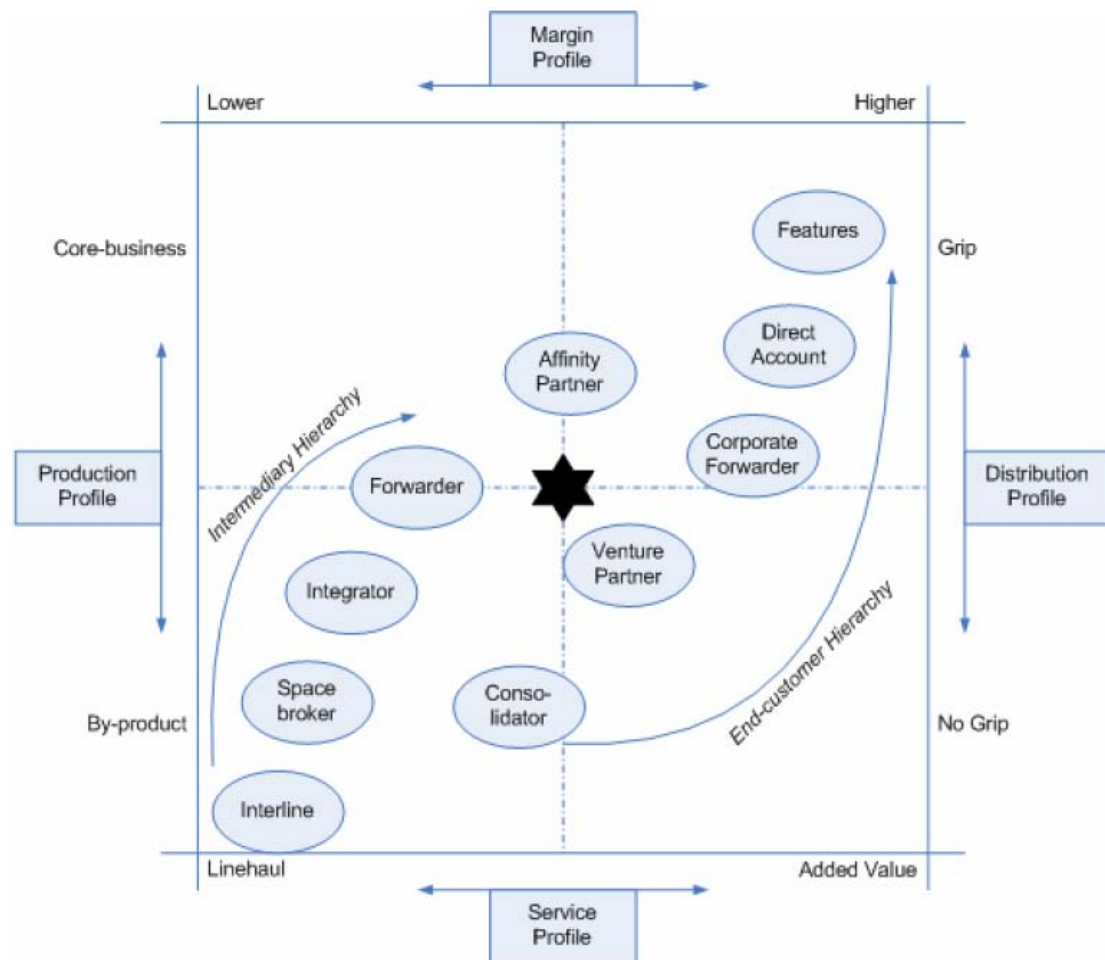 Margin
Profile
Lower
Higher
Core-business
Features
Grip
Direct
Account
Affinity
Partner
Intermediary Hierarchy
Corporate
Forwarder
Production
Profile
Forwarder
Distribution
Profile
Venture
Partner
Integrator
End-customer Hierarchy
Space
broker
Conso-
lidator
By-product
No Grip
Interline
Linehaul
Added Value
Service
Profile